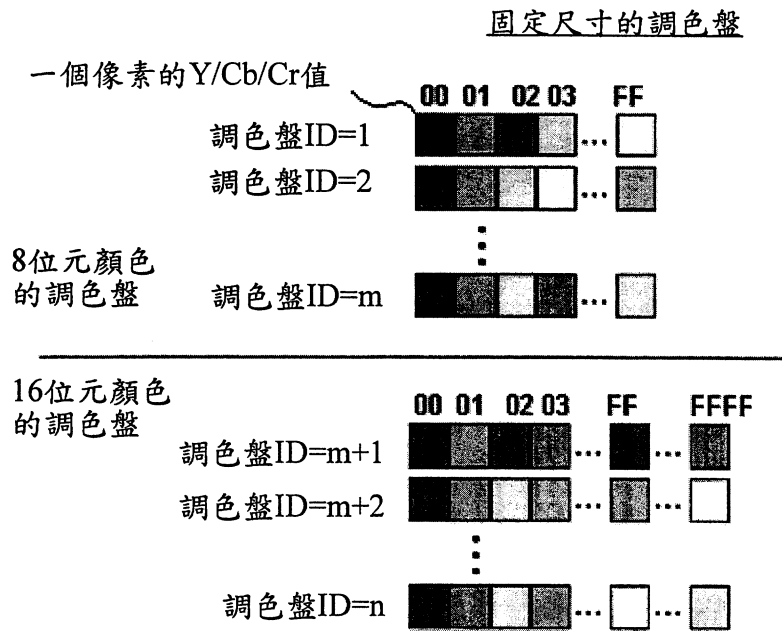 固定尺寸的調色盤
一個像素的Y/Cb/Cr值
00 01 02 03 FF
調色盤ID=1
調色盤ID=2
8位元顏色
的調色盤
調色盤ID=m
16位元顏色
的調色盤
00 01 02 03 FF FFFF
調色盤ID=m+1
調色盤ID=m+2
調色盤ID=n